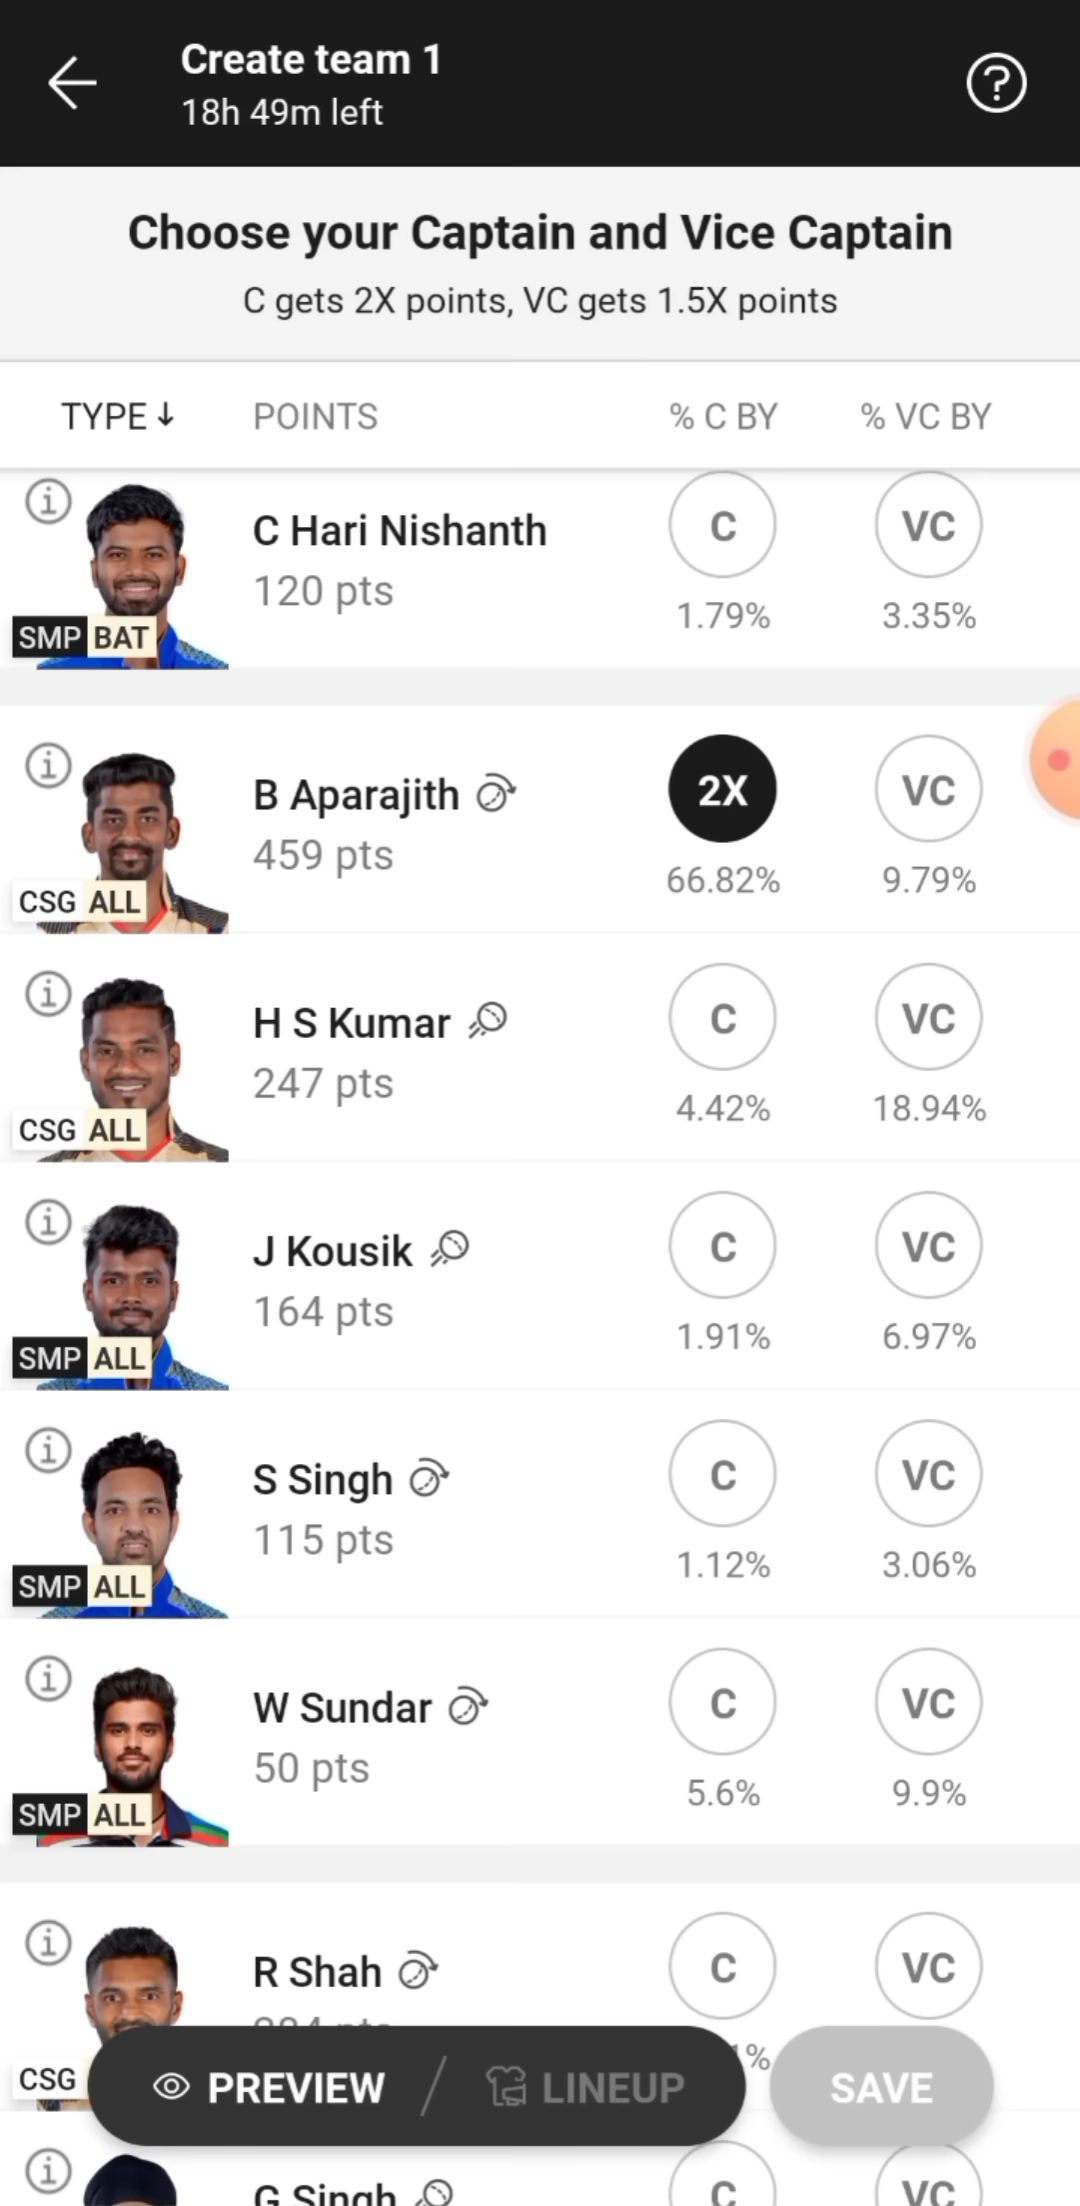 Create team 1
18h 49m left
Choose your Captain and Vice Captain
C gets 2X points, VC gets 1.5X points
TYPE↓ POINTS % C BY % VC BY
C Hari Nishanth C VC
120 pts 1.79% 3.35%
SMP BAT
B Aparajith 2X VC
459 pts 66.82% 9.79%
CSG ALL
H S Kumar C VC
247 pts 4.42% 18.94%
CSG ALL
J Kousik C VC
164 pts 1.91% 6.97%
SMP ALL
S Singh C VC
115 pts 1.12% 3.06%
SMP ALL
W Sundar C VC
50 pts 5.6% 9.9%
SMP ALL
R Shah C VC
pts
CSG
PREVIEW / LINEUP SAVE
G Singh C VC